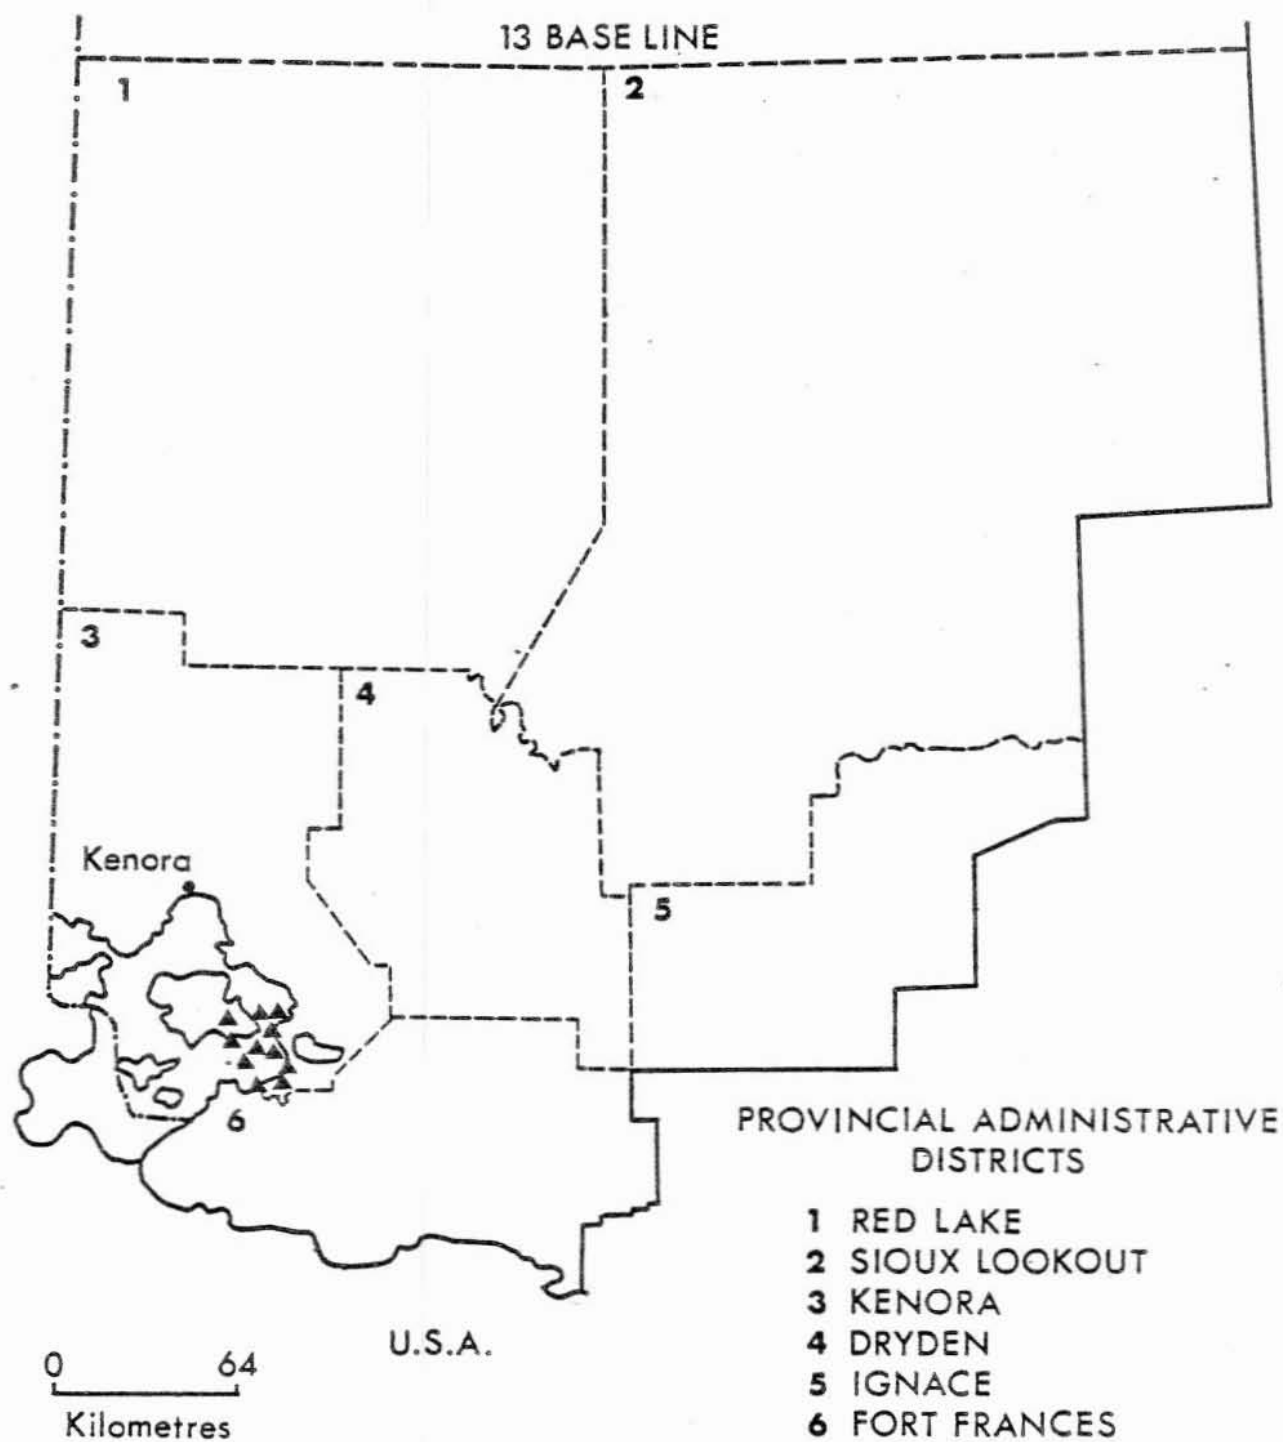 13 BASE LINE
1
2
3
4
Kenora
5
6
PROVINCIAL ADMINISTRATIVE
DISTRICTS
1 RED LAKE
2 SIOUX LOOKOUT
3 KENORA
4 DRYDEN
5 IGNACE
6 FORT FRANCES
U.S.A.
0 64
Kilometres